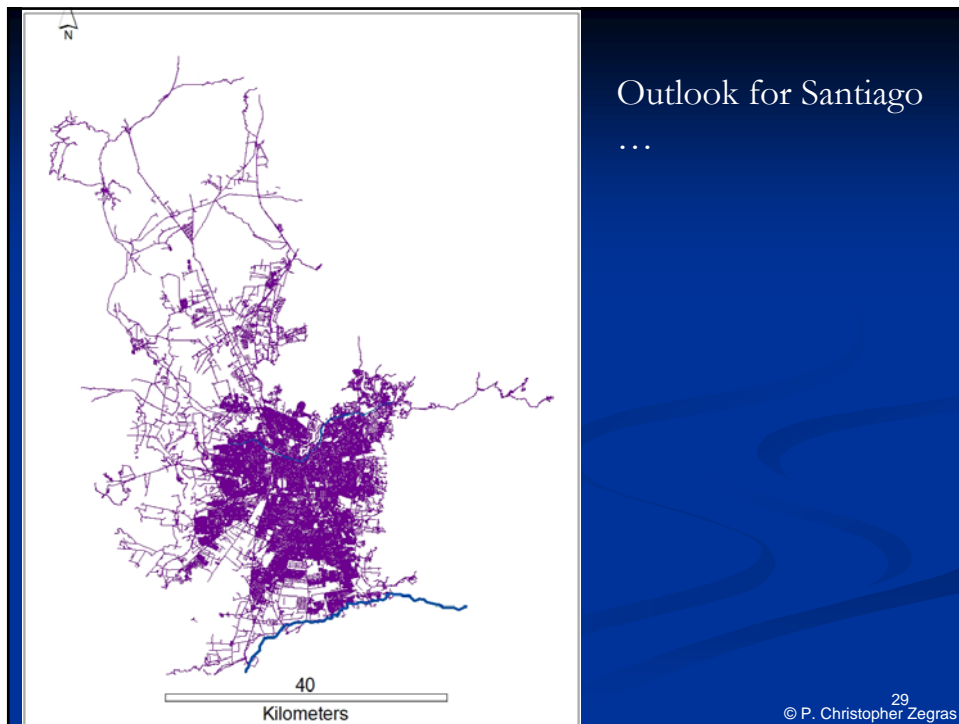 N
Outlook for Santiago
…
40
Kilometers
29
© P. Christopher Zegras